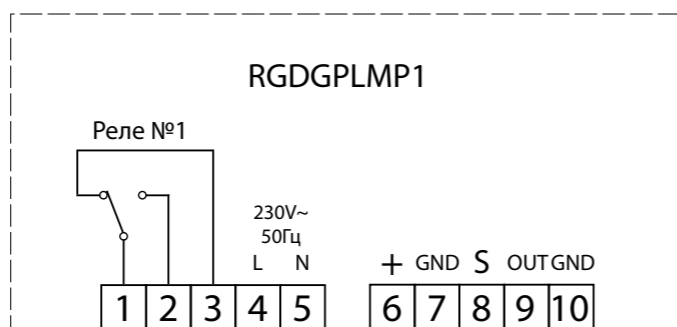 RGDGPLMP1
Реле №1
230V~
50Гц
L N
+ GND S OUT GND
1 2 3 4 5 6 7 8 9 10